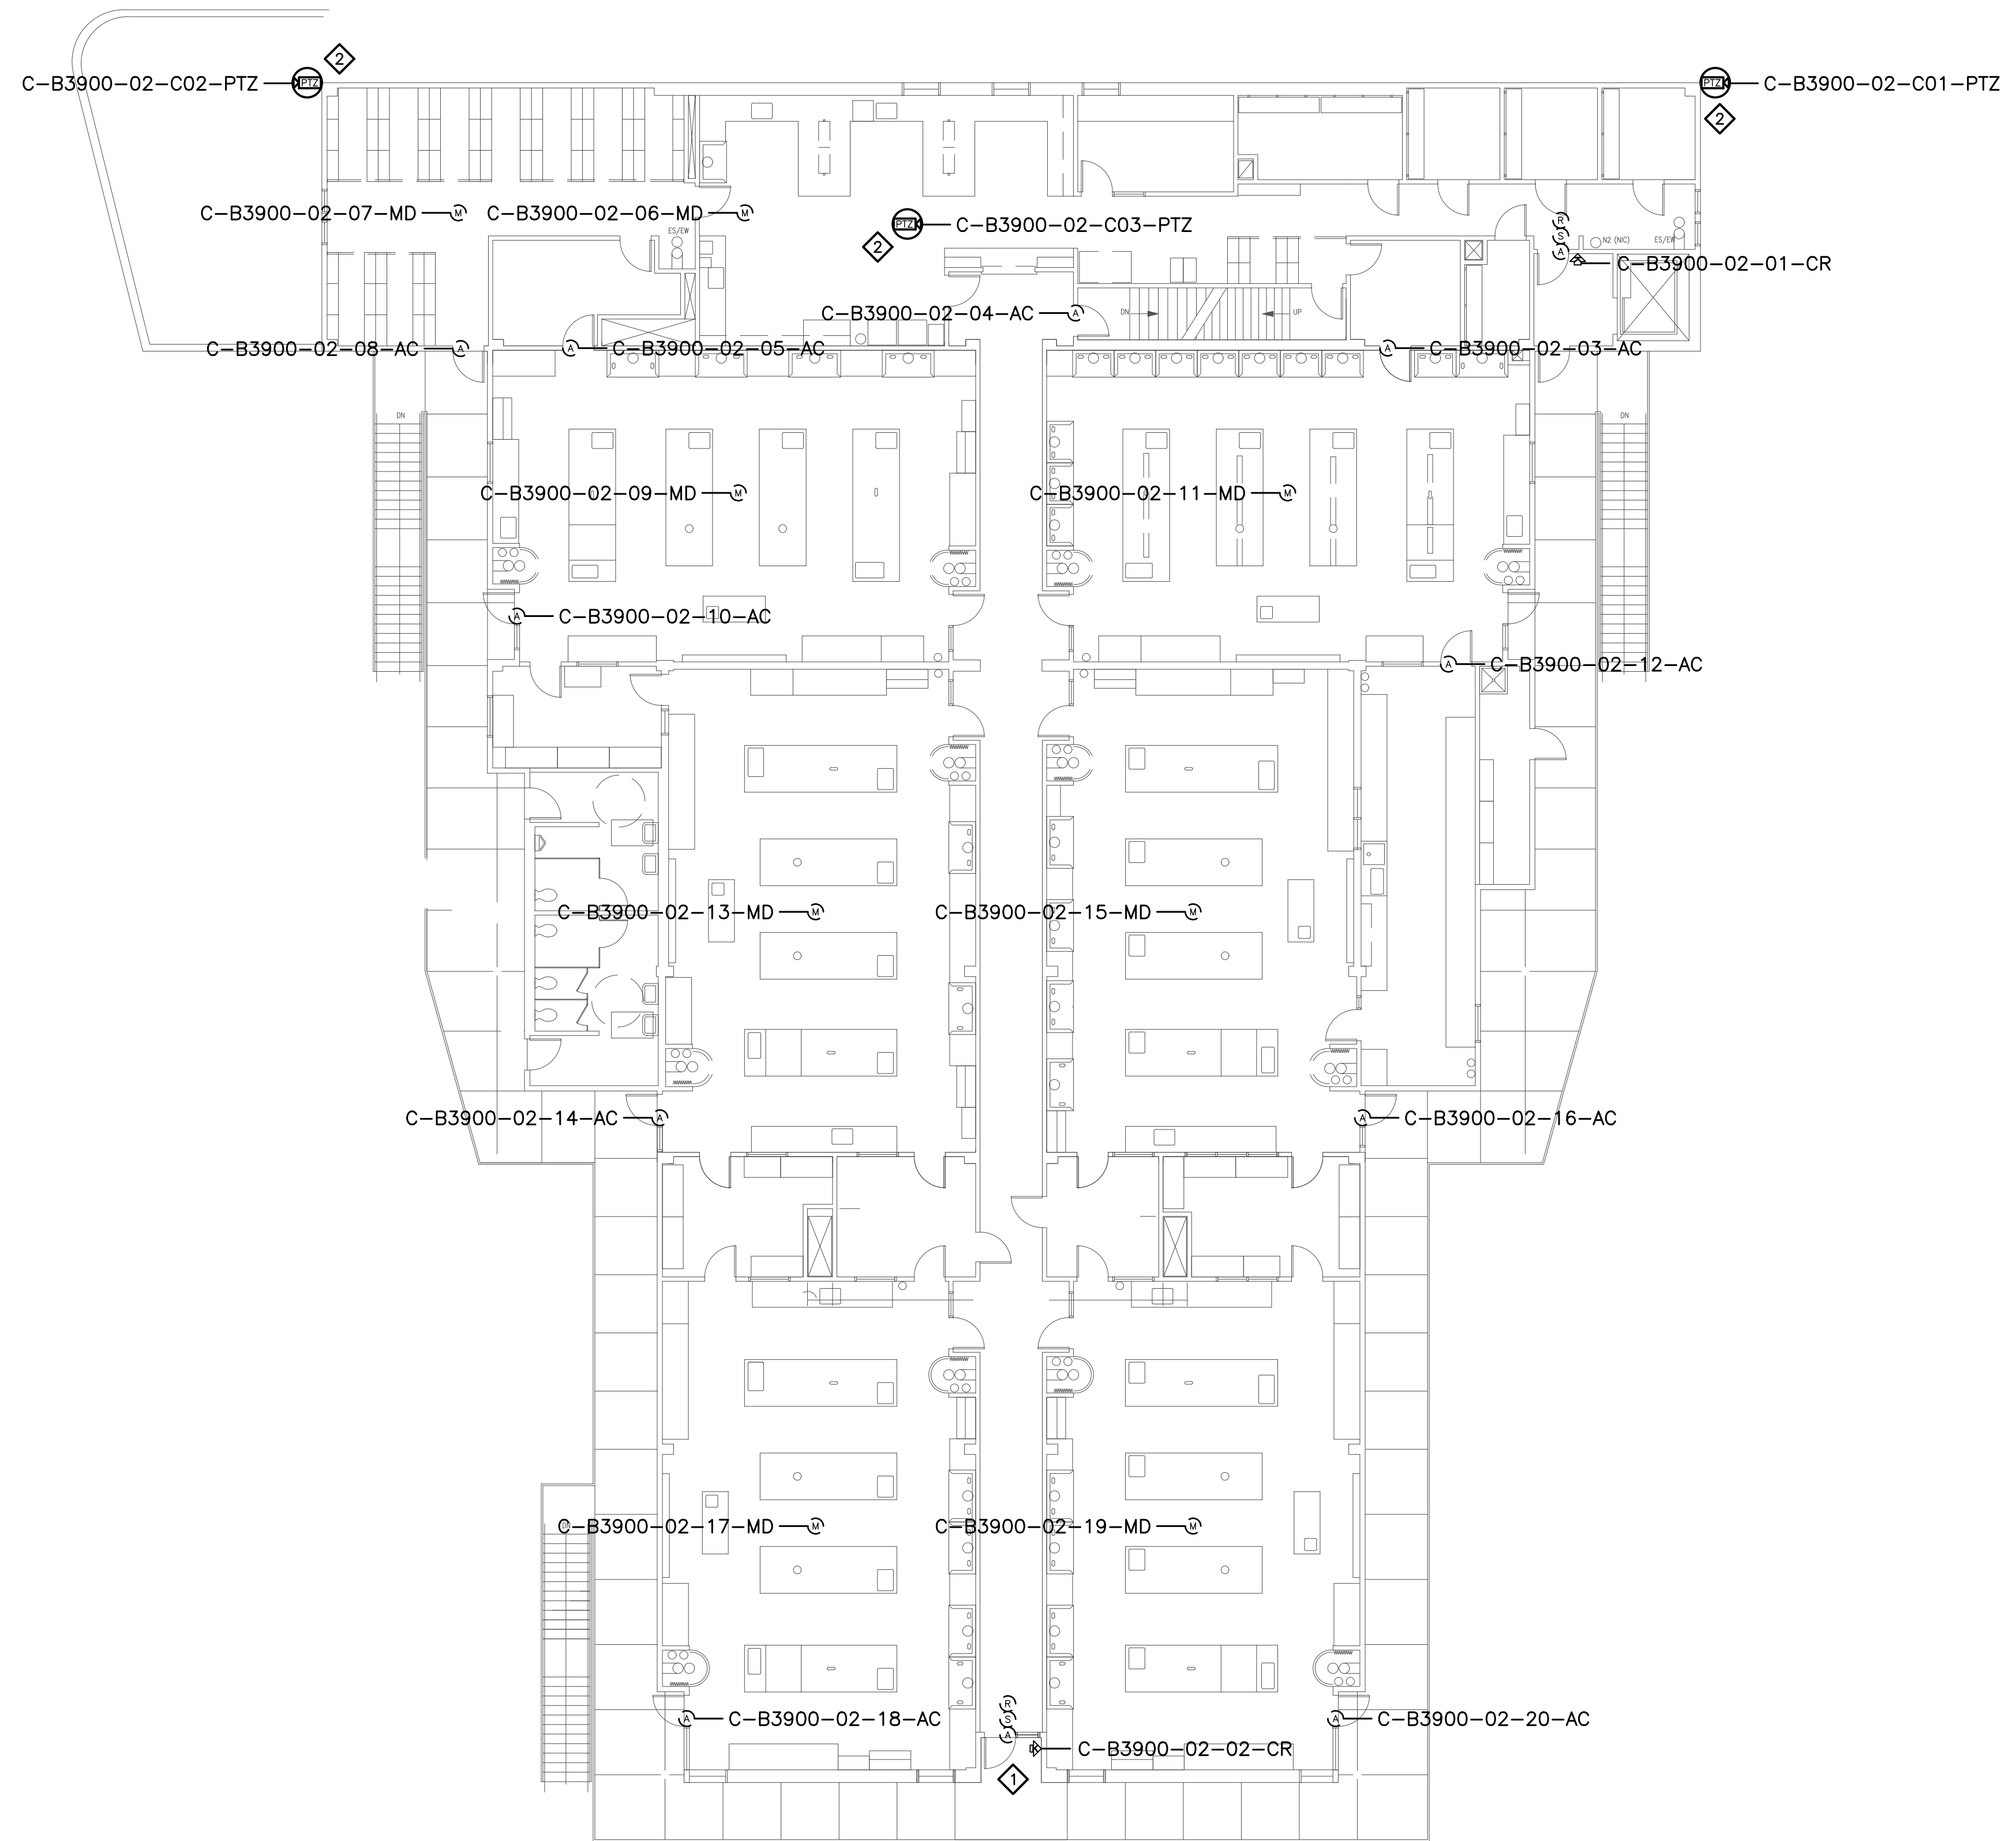 2
C-B3900-02-C02-PTZ
PTZ
PTZ
C-B3900-02-C01-PTZ
2
C-B3900-02-07-MD
M
C-B3900-02-06-MD
M
PTZ
C-B3900-02-C03-PTZ
2
R
S
A
ES/EW
N2 (NIC)
ES/EW
C-B3900-02-01-CR
C-B3900-02-04-AC
A
DN
UP
C-B3900-02-08-AC
A
A
C-B3900-02-05-AC
A
C-B3900-02-03-AC
DN
DN
C-B3900-02-09-MD
M
C-B3900-02-11-MD
M
A
C-B3900-02-10-AC
A
C-B3900-02-12-AC
C-B3900-02-13-MD
M
C-B3900-02-15-MD
M
C-B3900-02-14-AC
A
A
C-B3900-02-16-AC
DN
C-B3900-02-17-MD
M
C-B3900-02-19-MD
M
A
C-B3900-02-18-AC
R
S
A
A
C-B3900-02-20-AC
K
C-B3900-02-02-CR
1